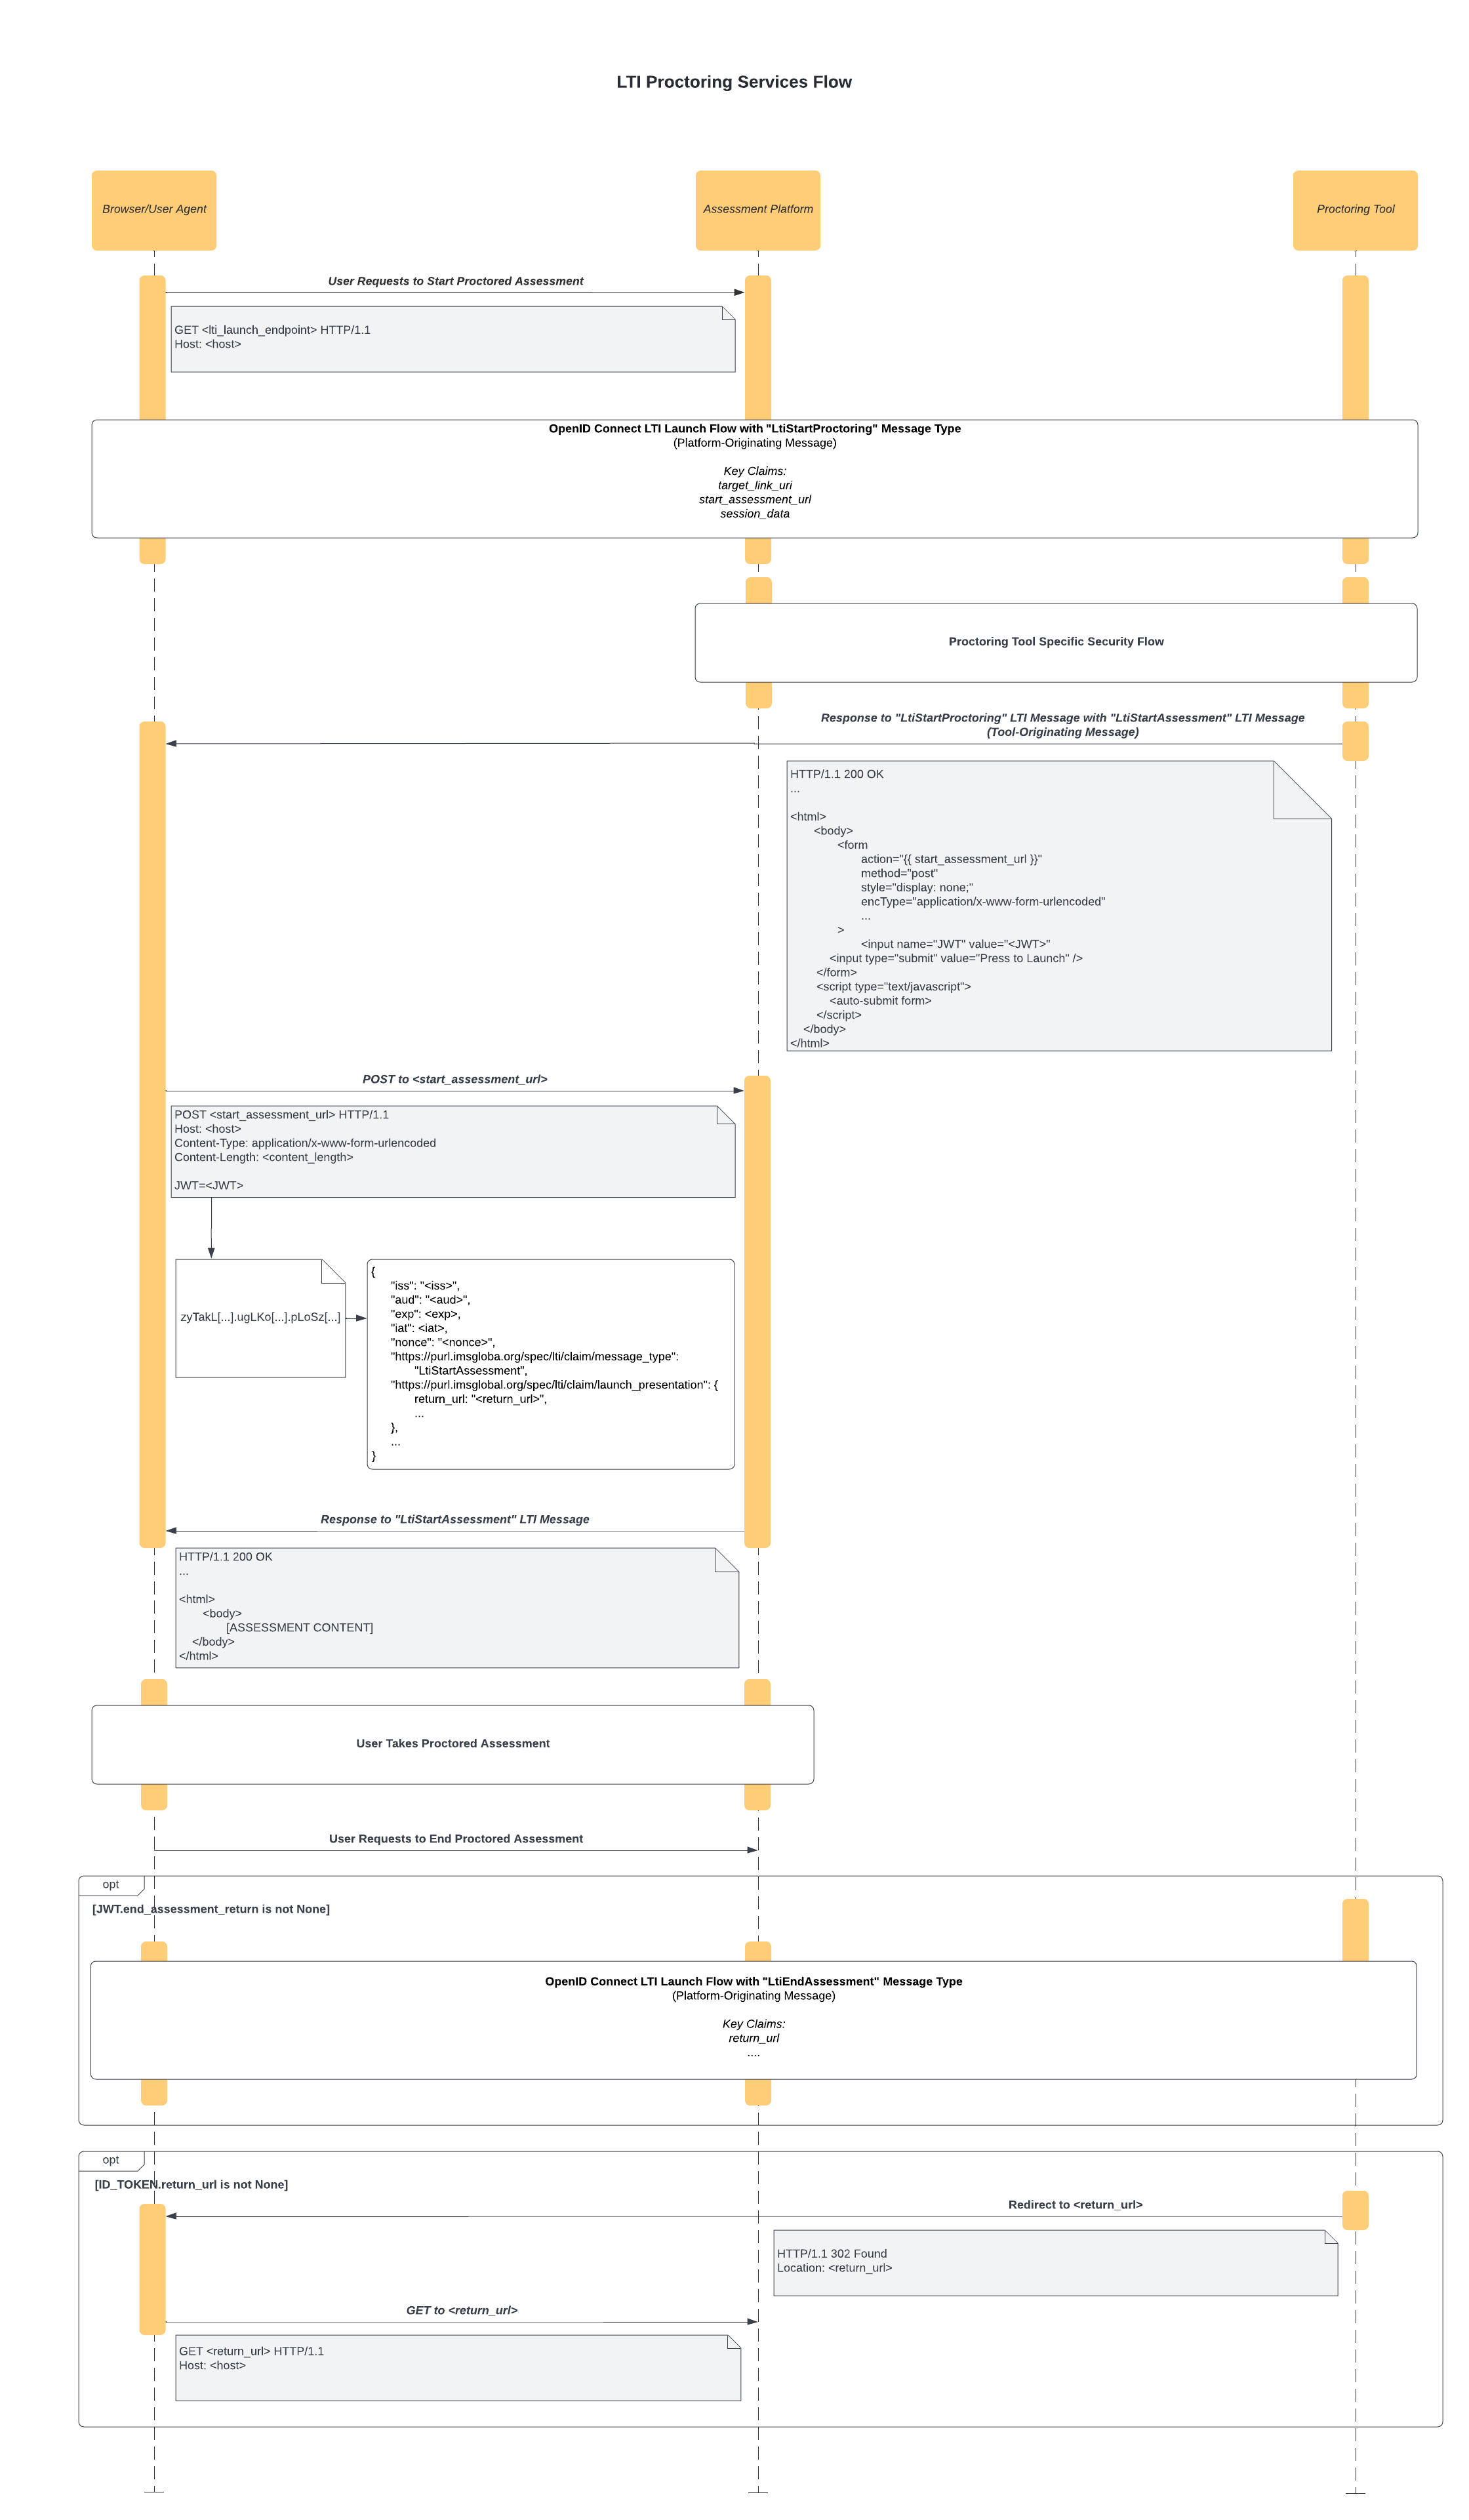 LTI Proctoring Services Flow
Browser/User Agent
Assessment Platform
Proctoring Tool
User Requests to Start Proctored Assessment
GET <lti_launch_endpoint> HTTP/1.1
Host: <host>
OpenID Connect LTI Launch Flow with "LtiStartProctoring" Message Type
(Platform-Originating Message)
Key Claims:
target_link_uri
start_assessment_url
session_data
Proctoring Tool Specific Security Flow
Response to "LtiStartProctoring" LTI Message with "LtiStartAssessment" LTI Message
(Tool-Originating Message)
HTTP/1.1 200 OK
...
<html>
<body>
<form
action="{{ start_assessment_url }}"
method="post"
style="display: none;"
encType="application/x-www-form-urlencoded"
...
>
<input name="JWT" value="<JWT>"
<input type="submit" value="Press to Launch" />
</form>
<script type="text/javascript">
<auto-submit form>
</script>
</body>
</html>
POST to <start_assessment_url>
POST <start_assessment_url> HTTP/1.1
Host: <host>
Content-Type: application/x-www-form-urlencoded
Content-Length: <content_length>
JWT=<JWT>
zyTakL[...].ugLKo[...].pLoSz[...]
{
"iss": "<iss>",
"aud": "<aud>",
"exp": <exp>,
"iat": <iat>,
"nonce": "<nonce>",
"https://purl.imsgloba.org/spec/lti/claim/message_type":
"LtiStartAssessment",
"https://purl.imsglobal.org/spec/lti/claim/launch_presentation": {
return_url: "<return_url>",
...
},
...
}
Response to "LtiStartAssessment" LTI Message
HTTP/1.1 200 OK
...
<html>
<body>
[ASSESSMENT CONTENT]
</body>
</html>
User Takes Proctored Assessment
User Requests to End Proctored Assessment
opt
[JWT.end_assessment_return is not None]
OpenID Connect LTI Launch Flow with "LtiEndAssessment" Message Type
(Platform-Originating Message)
Key Claims:
return_url
....
opt
[ID_TOKEN.return_url is not None]
Redirect to <return_url>
HTTP/1.1 302 Found
Location: <return_url>
GET to <return_url>
GET <return_url> HTTP/1.1
Host: <host>